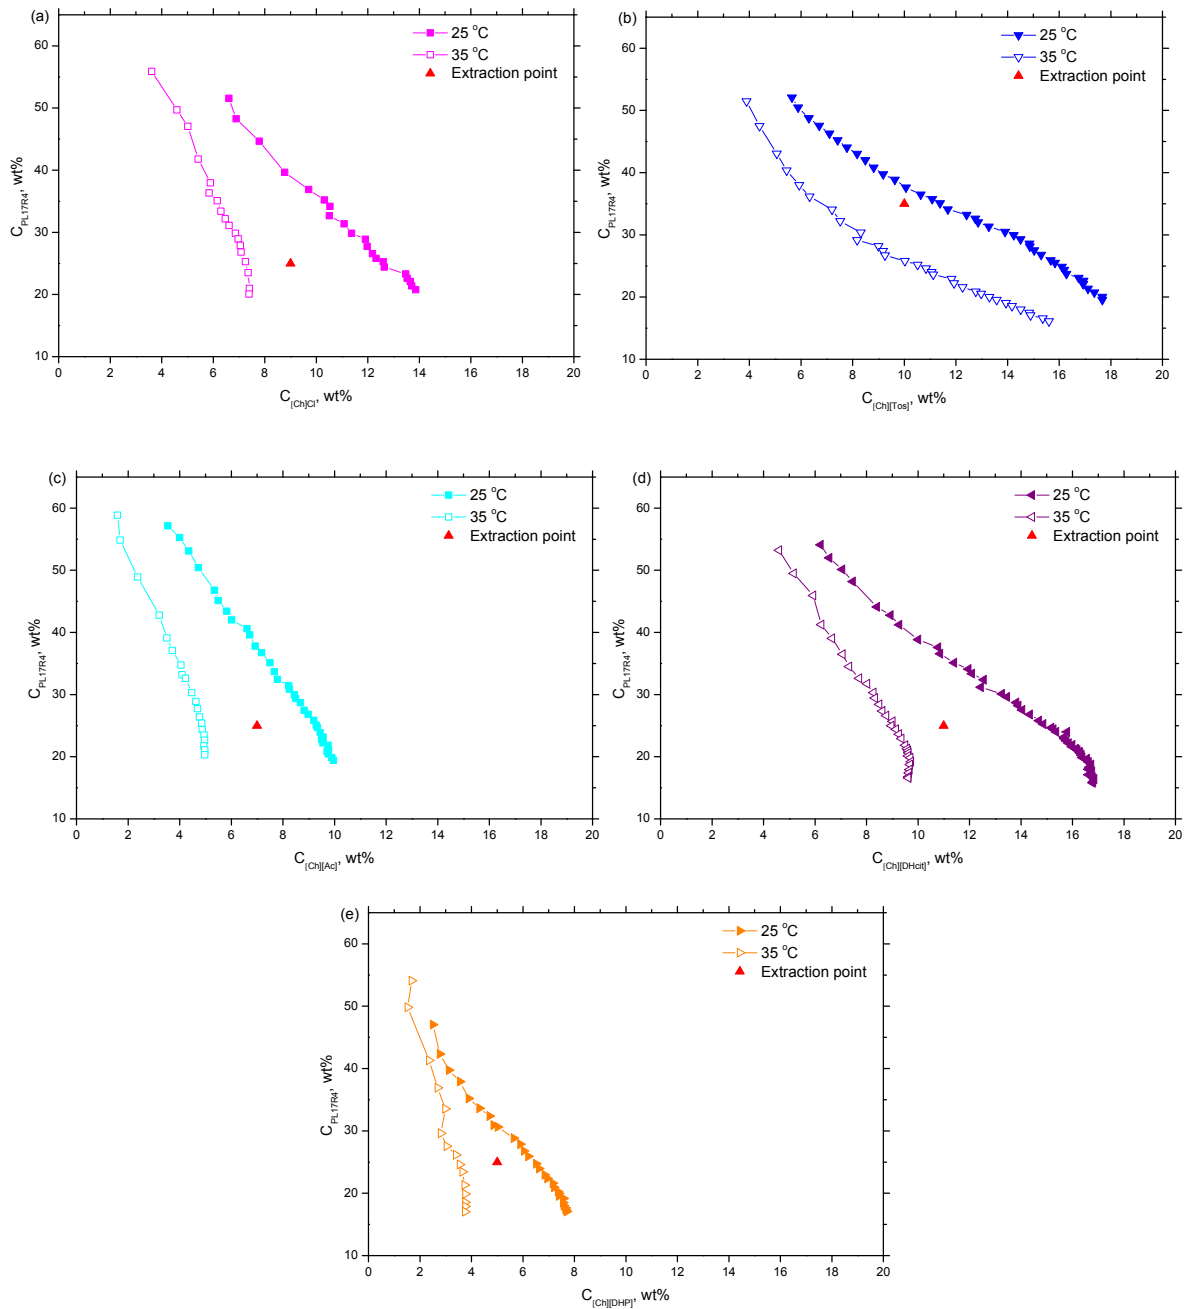 (a)
25 °C
35 °C
Extraction point
C_PL17R4, wt%
60
50
40
30
20
10
0 2 4 6 8 10 12 14 16 18 20
C_[Ch]Cl, wt%
(b)
25 °C
35 °C
Extraction point
C_PL17R4, wt%
60
50
40
30
20
10
0 2 4 6 8 10 12 14 16 18 20
C_[Ch][Tos], wt%
(c)
25 °C
35 °C
Extraction point
C_PL17R4, wt%
60
50
40
30
20
10
0 2 4 6 8 10 12 14 16 18 20
C_[Ch][Ac], wt%
(d)
25 °C
35 °C
Extraction point
C_PL17R4, wt%
60
50
40
30
20
10
0 2 4 6 8 10 12 14 16 18 20
C_[Ch][DHcit], wt%
(e)
25 °C
35 °C
Extraction point
C_PL17R4, wt%
60
50
40
30
20
10
0 2 4 6 8 10 12 14 16 18 20
C_[Ch][DHP], wt%